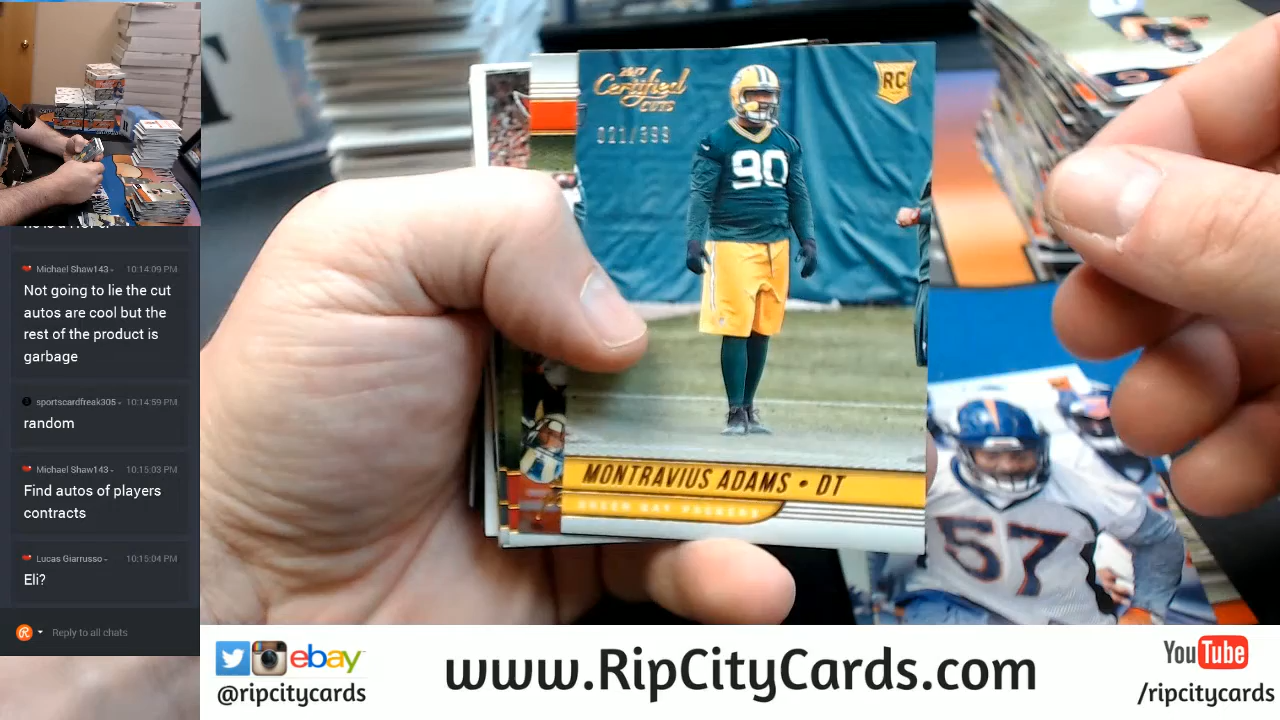 Michael Shaw143 - 10:14:09 PM
Not going to lie the cut
autos are cool but the
rest of the product is
garbage
sportscardfreak305 - 10:14:59 PM
random
Michael Shaw143 - 10:15:03 PM
Find autos of players
contracts
Lucas Giarrusso - 10:15:04 PM
Eli?
Reply to all chats
2017
Certified
CUTS
021/399
RC
90
MONTRAVIUS ADAMS • DT
GREEN BAY PACKERS
57
ebay
@ripcitycards
www.RipCityCards.com
YouTube
/ripcitycards